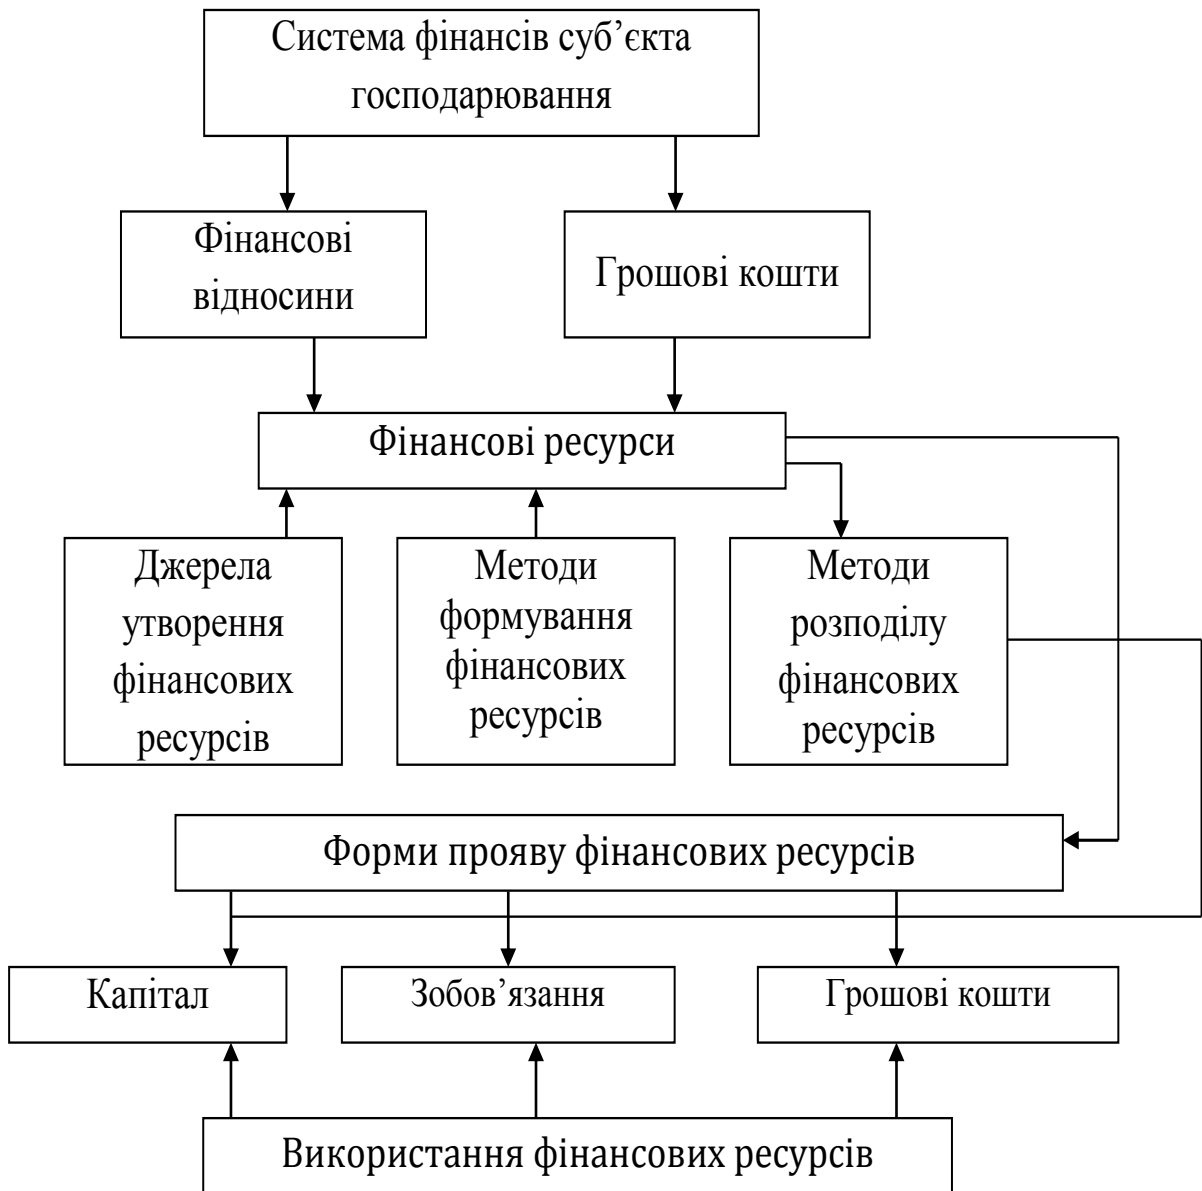 Система фінансів суб’єкта
господарювання
Фінансові
відносини
Грошові кошти
Фінансові ресурси
Джерела
утворення
фінансових
ресурсів
Методи
формування
фінансових
ресурсів
Методи
розподілу
фінансових
ресурсів
Форми прояву фінансових ресурсів
Капітал
Зобов’язання
Грошові кошти
Використання фінансових ресурсів